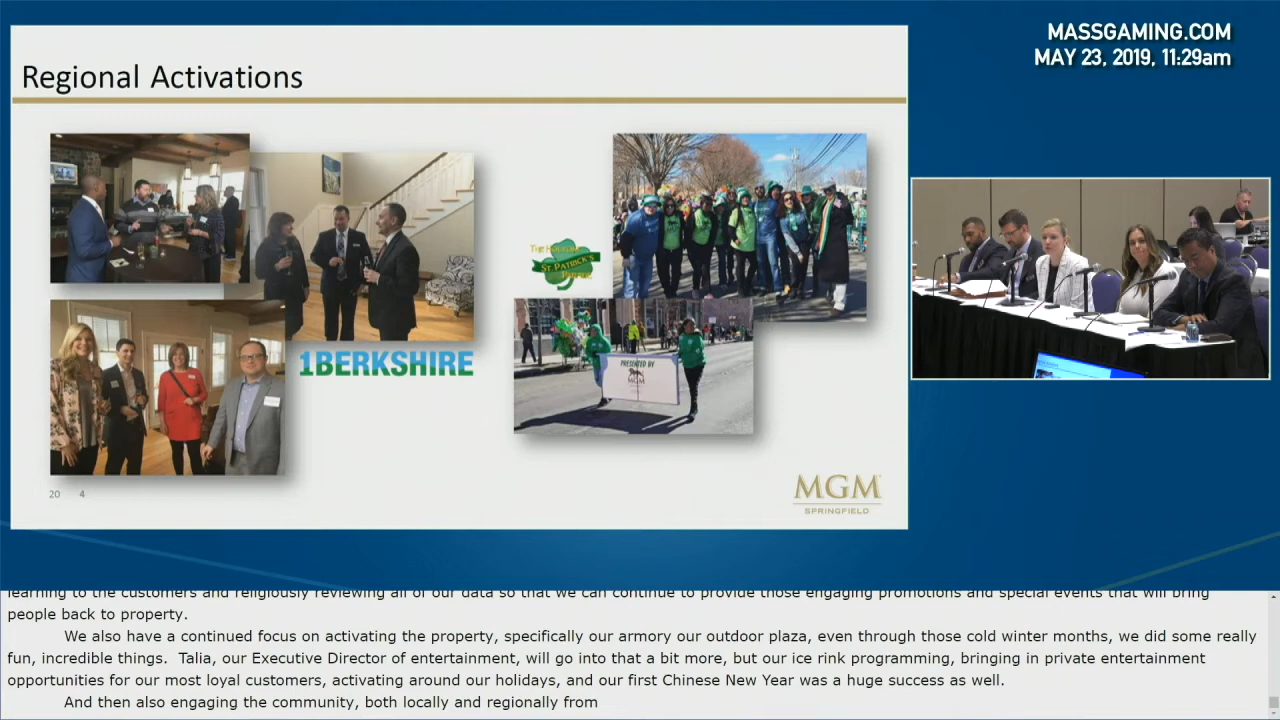 MASSGAMING.COM
MAY 23, 2019, 11:29am
Regional Activations
ST. PATRICK'S
1BERKSHIRE
PRESENTED BY
MGM
20 4
MGM
SPRINGFIELD
learning to the customers and religiously reviewing all of our data so that we can continue to provide those engaging promotions and special events that will bring
people back to property.
We also have a continued focus on activating the property, specifically our armory our outdoor plaza, even through those cold winter months, we did some really
fun, incredible things. Talia, our Executive Director of entertainment, will go into that a bit more, but our ice rink programming, bringing in private entertainment
opportunities for our most loyal customers, activating around our holidays, and our first Chinese New Year was a huge success as well.
And then also engaging the community, both locally and regionally from